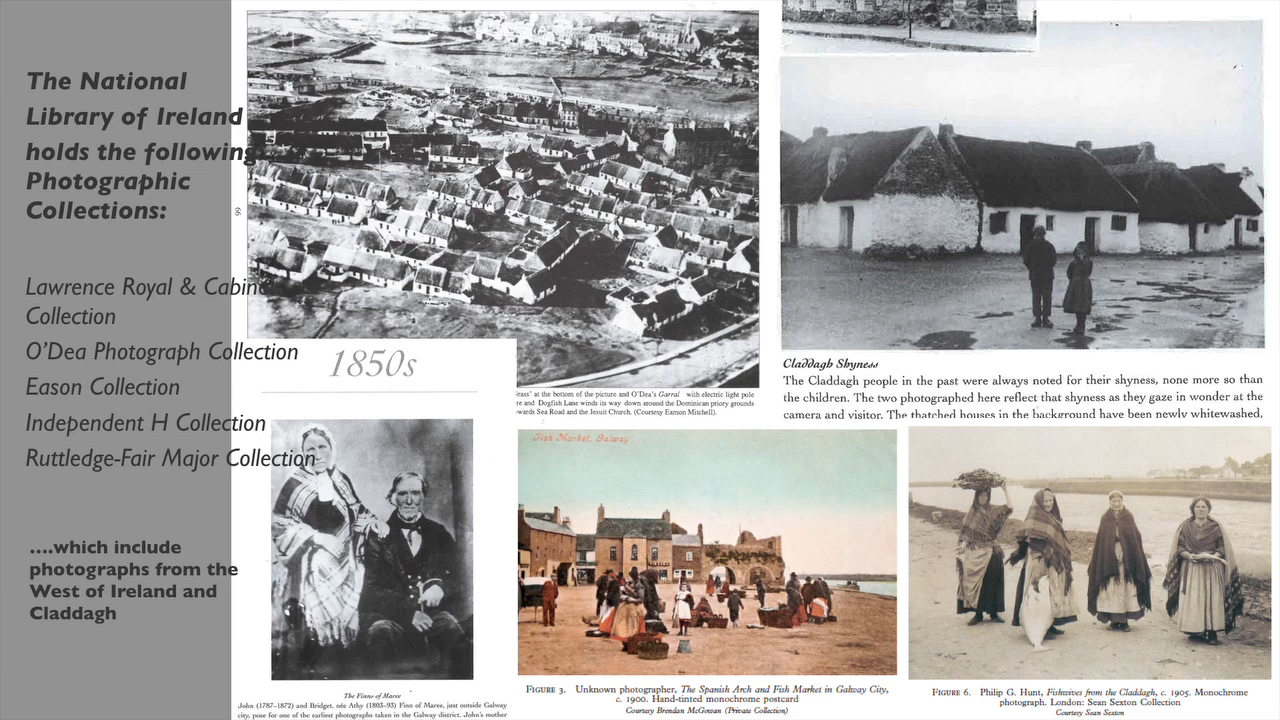 The National
Library of Ireland
holds the following
Photographic
Collections:
Lawrence Royal & Cabine
Collection
O'Dea Photograph Collection
Eason Collection
Independent H Collection
Ruttledge-Fair Major Collection
....which include
photographs from the
West of Ireland and
Claddagh
66
rass' at the bottom of the picture and O'Dea's Garraí with electric light pole
re and Dogfish Lane winds its way down around the Dominican priory grounds
wards Sea Road and the Jesuit Church. (Courtesy Eamon Mitchell).
1850s
The Finns of Maree
John (1787–1872) and Bridget, née Athy (1803–93) Finn of Maree, just outside Galway
city, pose for one of the earliest photographs taken in the Galway district. John's mother
Claddagh Shyness
The Claddagh people in the past were always noted for their shyness, none more so than
the children. The two photographed here reflect that shyness as they gaze in wonder at the
camera and visitor. The thatched houses in the background have been newly whitewashed,
Fish Market, Galway
FIGURE 3. Unknown photographer, The Spanish Arch and Fish Market in Galway City,
c. 1900. Hand-tinted monochrome postcard
Courtesy Brendan McGowan (Private Collection)
FIGURE 6. Philip G. Hunt, Fishwives from the Claddagh, c. 1905. Monochrome
photograph. London: Sean Sexton Collection
Courtesy Sean Sexton